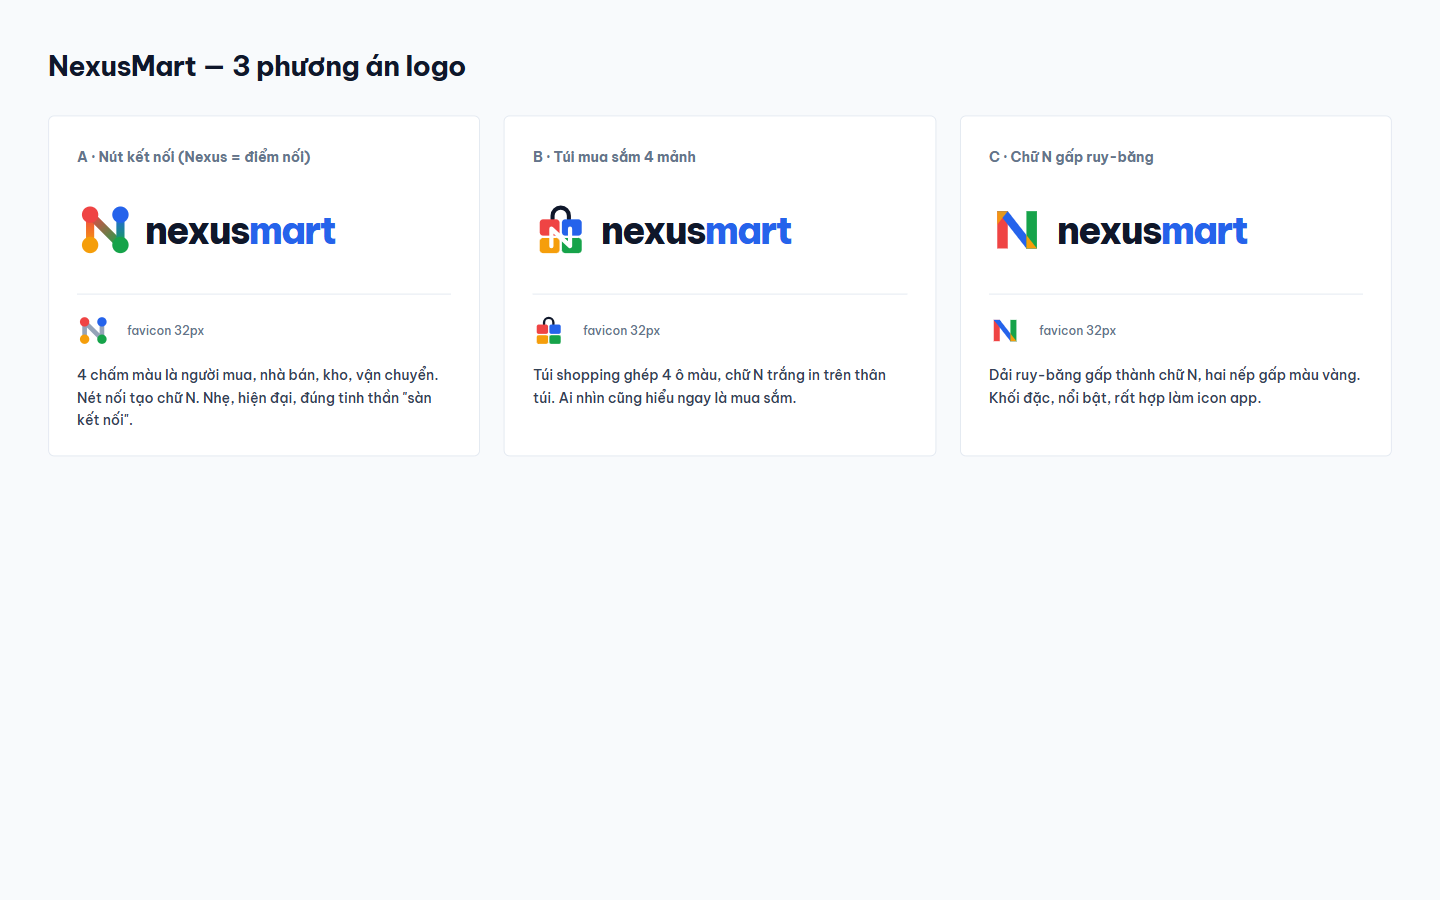 NexusMart — 3 phương án logo
A · Nút kết nối (Nexus = điểm nối)
nexusmart
favicon 32px
4 chấm màu là người mua, nhà bán, kho, vận chuyển.
Nét nối tạo chữ N. Nhẹ, hiện đại, đúng tinh thần "sàn
kết nối".
B · Túi mua sắm 4 mảnh
N
nexusmart
favicon 32px
Túi shopping ghép 4 ô màu, chữ N trắng in trên thân
túi. Ai nhìn cũng hiểu ngay là mua sắm.
C · Chữ N gấp ruy-băng
N
nexusmart
favicon 32px
Dải ruy-băng gấp thành chữ N, hai nếp gấp màu vàng.
Khối đặc, nổi bật, rất hợp làm icon app.